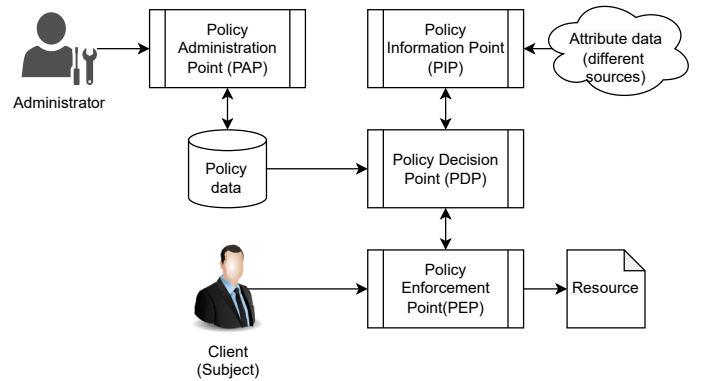 Policy
Administration
Point (PAP)
Policy
Information Point
(PIP)
Attribute data
(different
sources)
Administrator
Policy
data
Policy Decision
Point (PDP)
Policy
Enforcement
Point(PEP)
Resource
Client
(Subject)